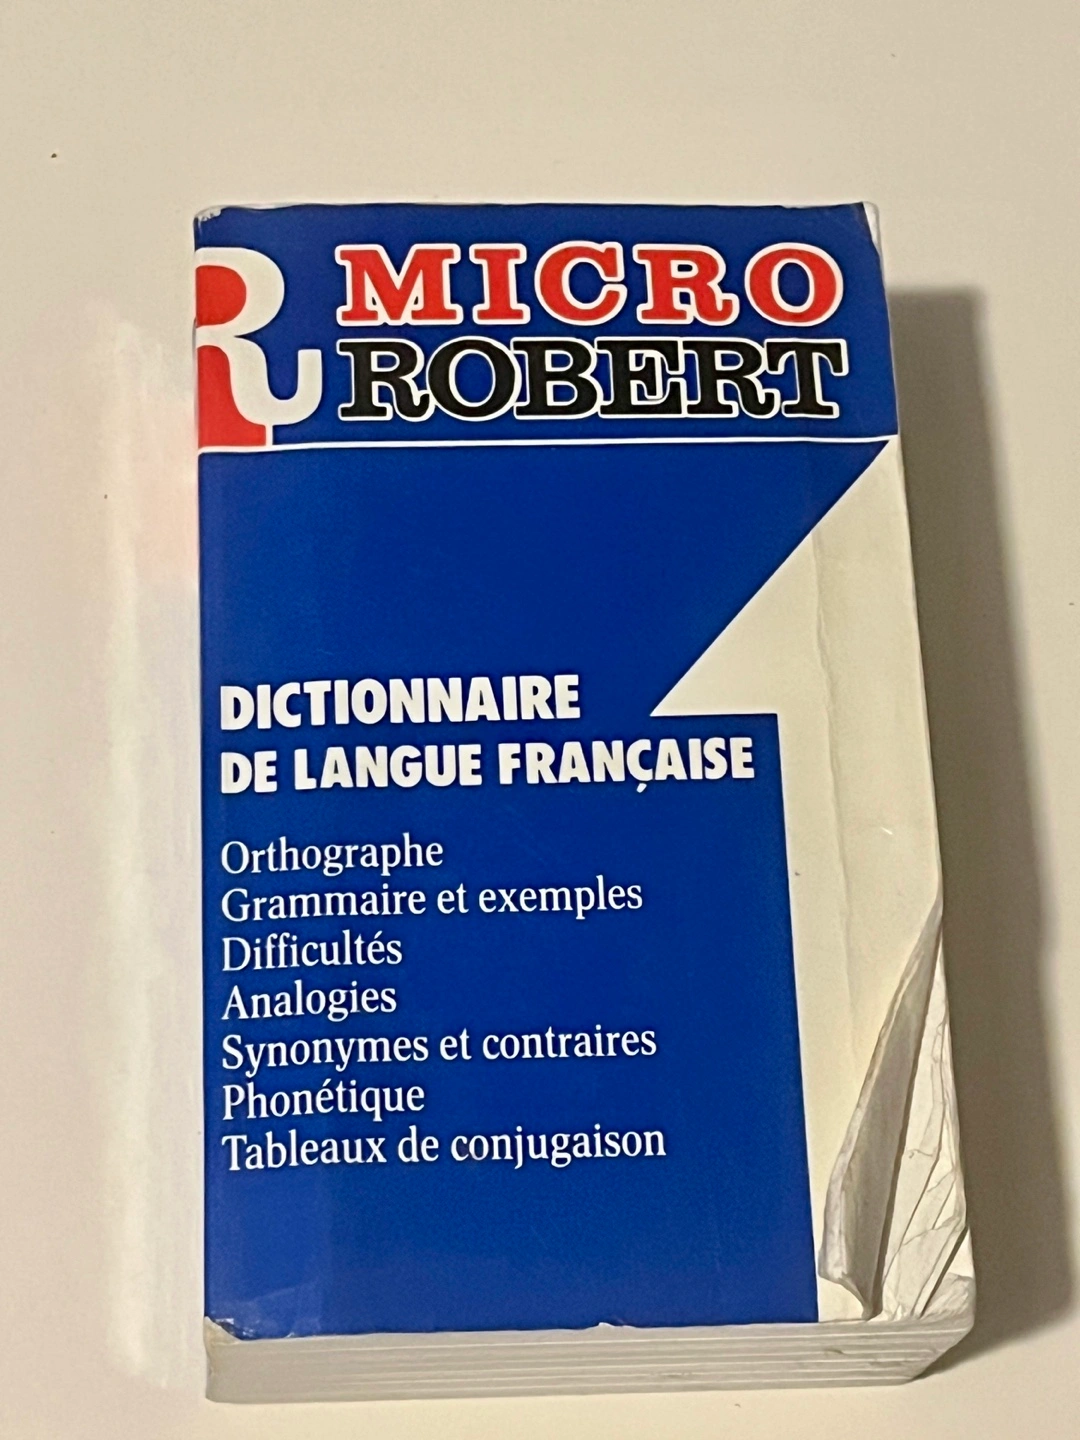 R
MICRO
ROBERT
DICTIONNAIRE
DE LANGUE FRANÇAISE
Orthographe
Grammaire et exemples
Difficultés
Analogies
Synonymes et contraires
Phonétique
Tableaux de conjugaison